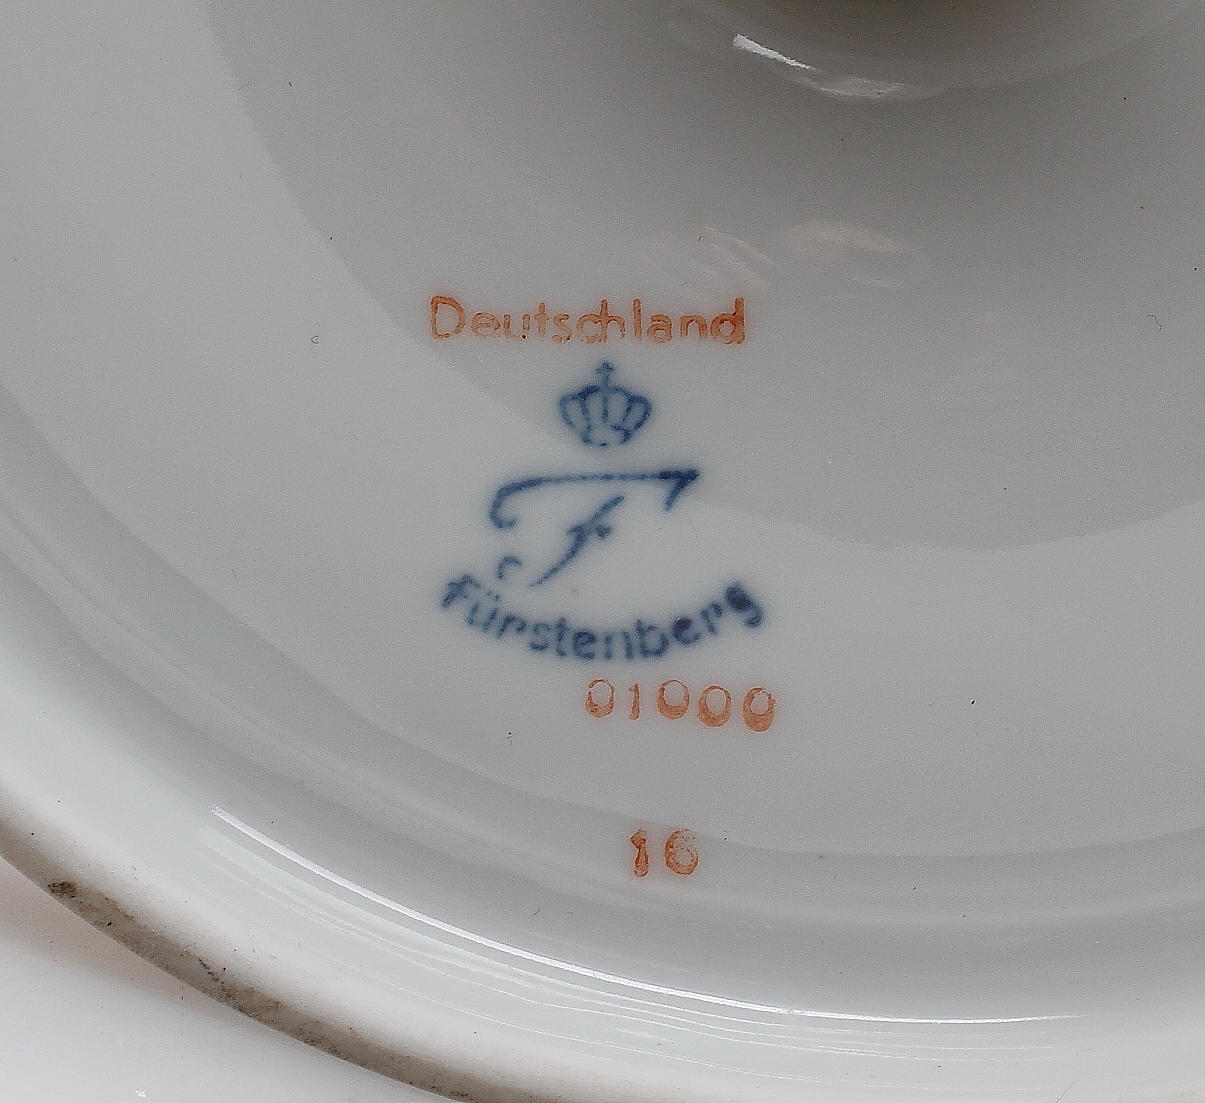 Deutschland
F
Fürstenberg
01000
16